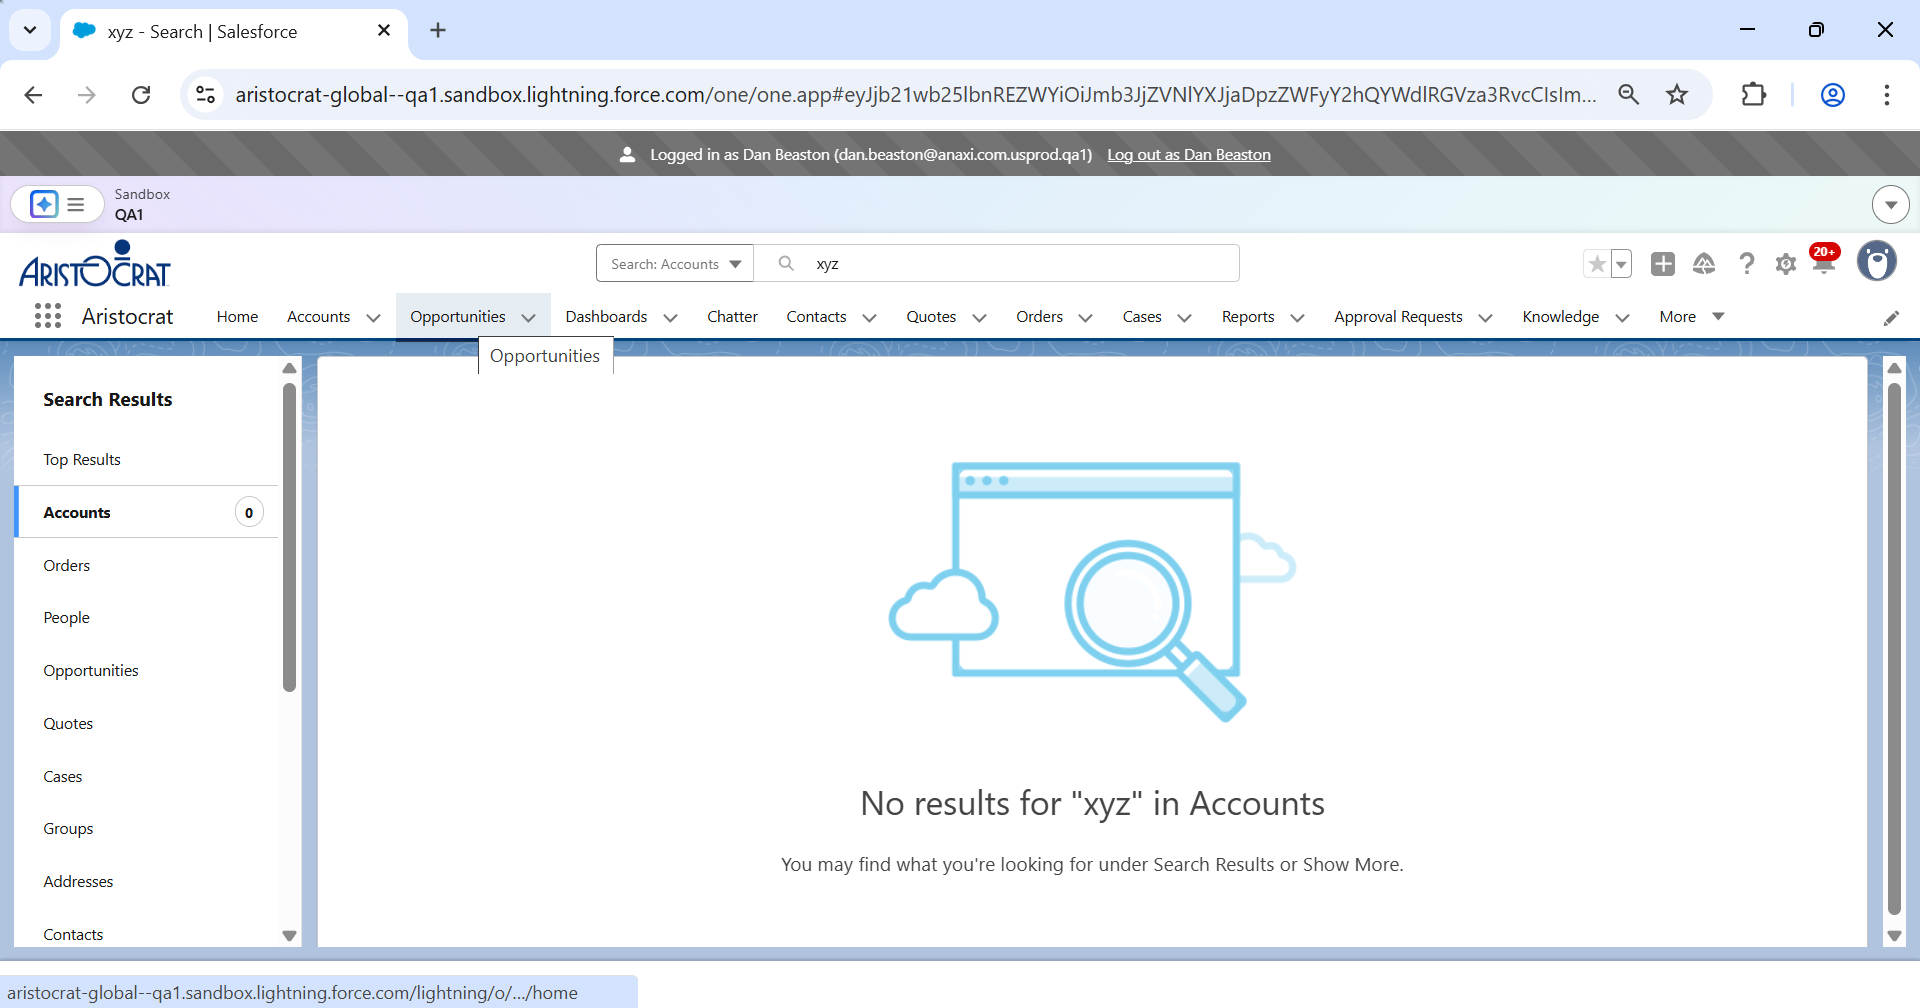 xyz - Search | Salesforce
aristocrat-global--qa1.sandbox.lightning.force.com/one/one.app#eyJjb21wb25lbnREZWYiOiJmb3JjZVNlYXJjaDpzZWFyY2hQYWdlRGVza3RvcCIsIm...
Logged in as Dan Beaston (dan.beaston@anaxi.com.usprod.qa1) Log out as Dan Beaston
Sandbox
QA1
ARISTOCRAT
Search: Accounts xyz
20+
Aristocrat Home Accounts Opportunities Dashboards Chatter Contacts Quotes Orders Cases Reports Approval Requests Knowledge More
Opportunities
Search Results
Top Results
Accounts 0
Orders
People
Opportunities
Quotes
Cases
Groups
Addresses
Contacts
No results for "xyz" in Accounts
You may find what you're looking for under Search Results or Show More.
aristocrat-global--qa1.sandbox.lightning.force.com/lightning/o/.../home